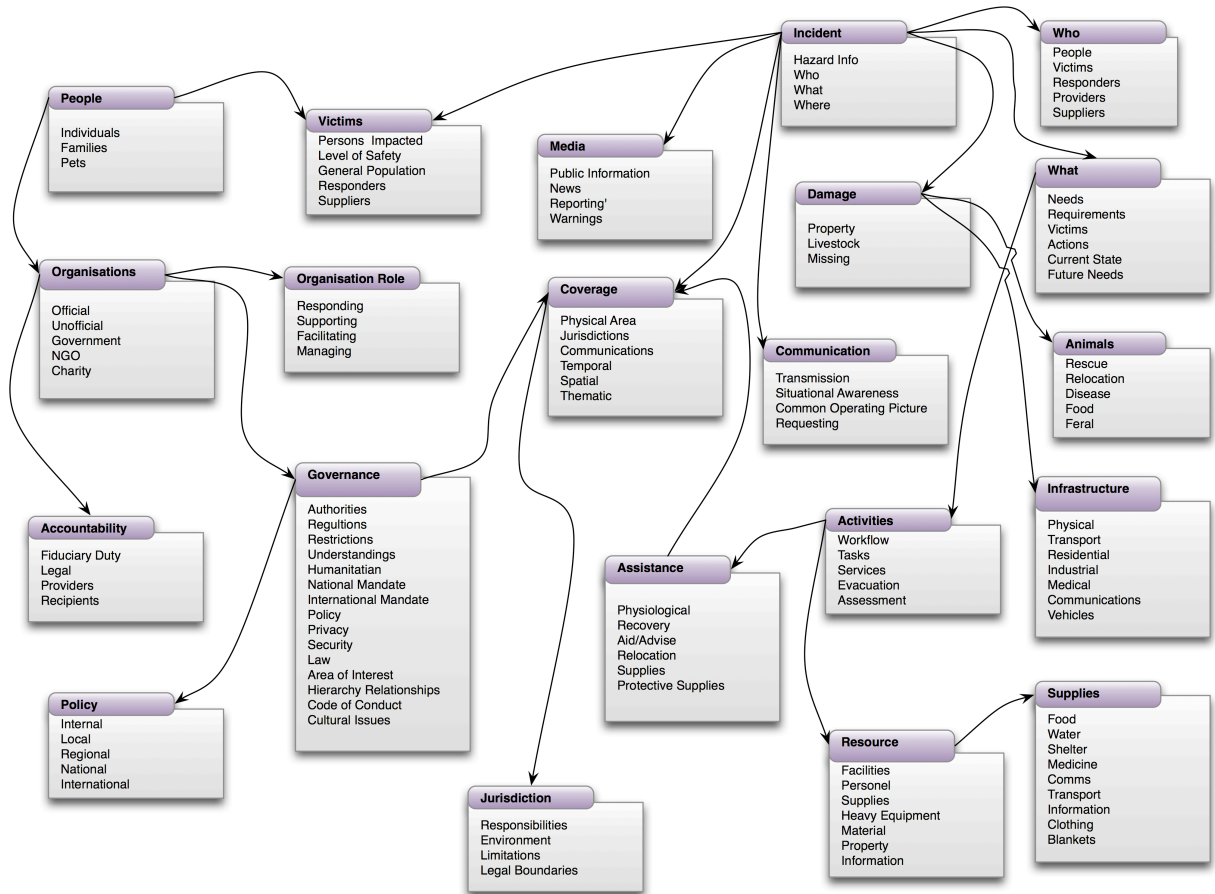 Incident
Hazard Info
Who
What
Where
Who
People
Victims
Responders
Providers
Suppliers
People
Individuals
Families
Pets
Victims
Persons  Impacted
Level of Safety
General Population
Responders
Suppliers
Media
Public Information
News
Reporting'
Warnings
Damage
Property
Livestock
Missing
What
Needs
Requirements
Victims
Actions
Current State
Future Needs
Organisations
Official
Unofficial
Government
NGO
Charity
Organisation Role
Responding
Supporting
Facilitating
Managing
Coverage
Physical Area
Jurisdictions
Communications
Temporal
Spatial
Thematic
Communication
Transmission
Situational Awareness
Common Operating Picture
Requesting
Animals
Rescue
Relocation
Disease
Food
Feral
Governance
Authorities
Regultions
Restrictions
Understandings
Humanitian
National Mandate
International Mandate
Policy
Privacy
Security
Law
Area of Interest
Hierarchy Relationships
Code of Conduct
Cultural Issues
Accountability
Fiduciary Duty
Legal
Providers
Recipients
Assistance
Physiological
Recovery
Aid/Advise
Relocation
Supplies
Protective Supplies
Activities
Workflow
Tasks
Services
Evacuation
Assessment
Infrastructure
Physical
Transport
Residential
Industrial
Medical
Communications
Vehicles
Policy
Internal
Local
Regional
National
International
Jurisdiction
Responsibilities
Environment
Limitations
Legal Boundaries
Resource
Facilities
Personel
Supplies
Heavy Equipment
Material
Property
Information
Supplies
Food
Water
Shelter
Medicine
Comms
Transport
Information
Clothing
Blankets